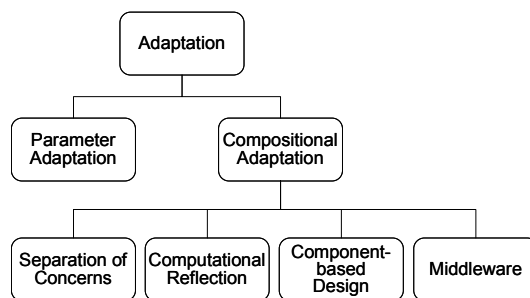 Adaptation
Parameter
Adaptation
Compositional
Adaptation
Separation of
Concerns
Computational
Reflection
Component-
based
Design
Middleware